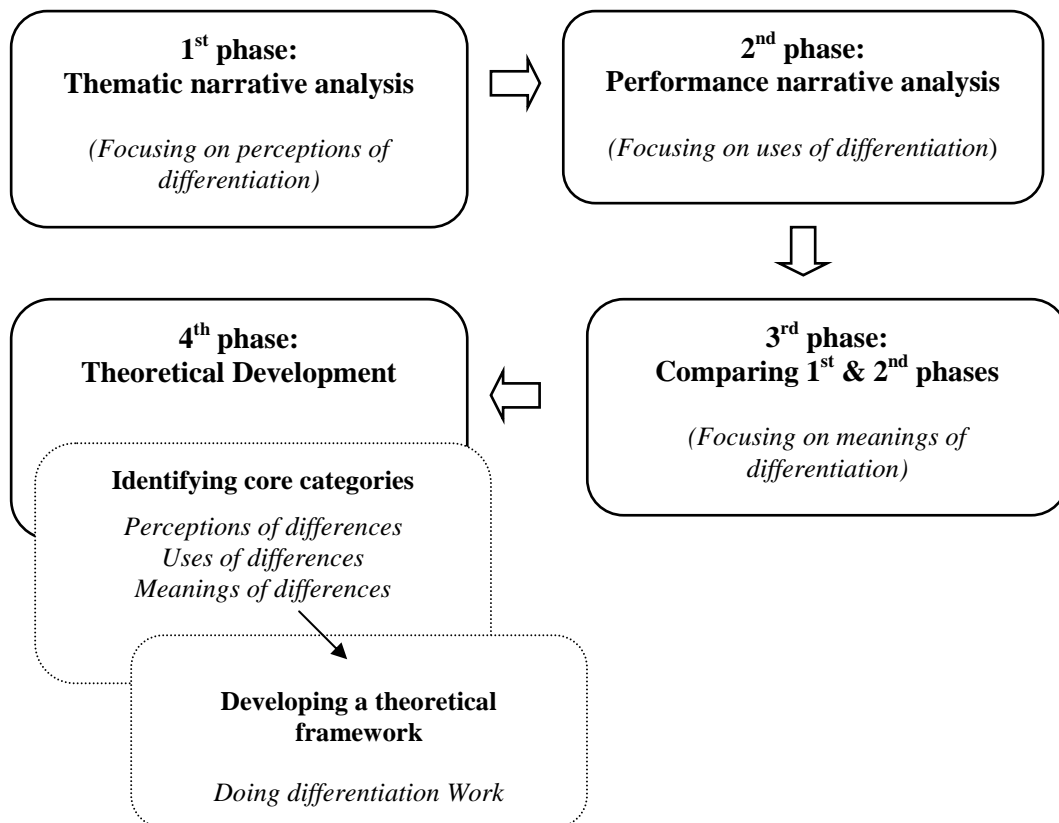 1st phase:
Thematic narrative analysis
(Focusing on perceptions of
differentiation)
2nd phase:
Performance narrative analysis
(Focusing on uses of differentiation)
3rd phase:
Comparing 1st & 2nd phases
(Focusing on meanings of
differentiation)
4th phase:
Theoretical Development
Identifying core categories
Perceptions of differences
Uses of differences
Meanings of differences
Developing a theoretical
framework
Doing differentiation Work